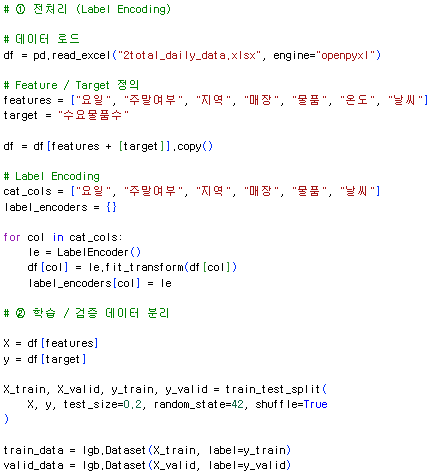 # ① 전처리 (Label Encoding)
# 데이터 로드
df = pd.read_excel("2total_daily_data.xlsx", engine="openpyxl")
# Feature / Target 정의
features = ["요일", "주말여부", "지역", "매장", "물품", "온도", "날씨"]
target = "수요물품수"
df = df[features + [target]].copy()
# Label Encoding
cat_cols = ["요일", "주말여부", "지역", "매장", "물품", "날씨"]
label_encoders = {}
for col in cat_cols:
    le = LabelEncoder()
    df[col] = le.fit_transform(df[col])
    label_encoders[col] = le
# ② 학습 / 검증 데이터 분리
X = df[features]
y = df[target]
X_train, X_valid, y_train, y_valid = train_test_split(
    X, y, test_size=0.2, random_state=42, shuffle=True
)
train_data = lgb.Dataset(X_train, label=y_train)
valid_data = lgb.Dataset(X_valid, label=y_valid)